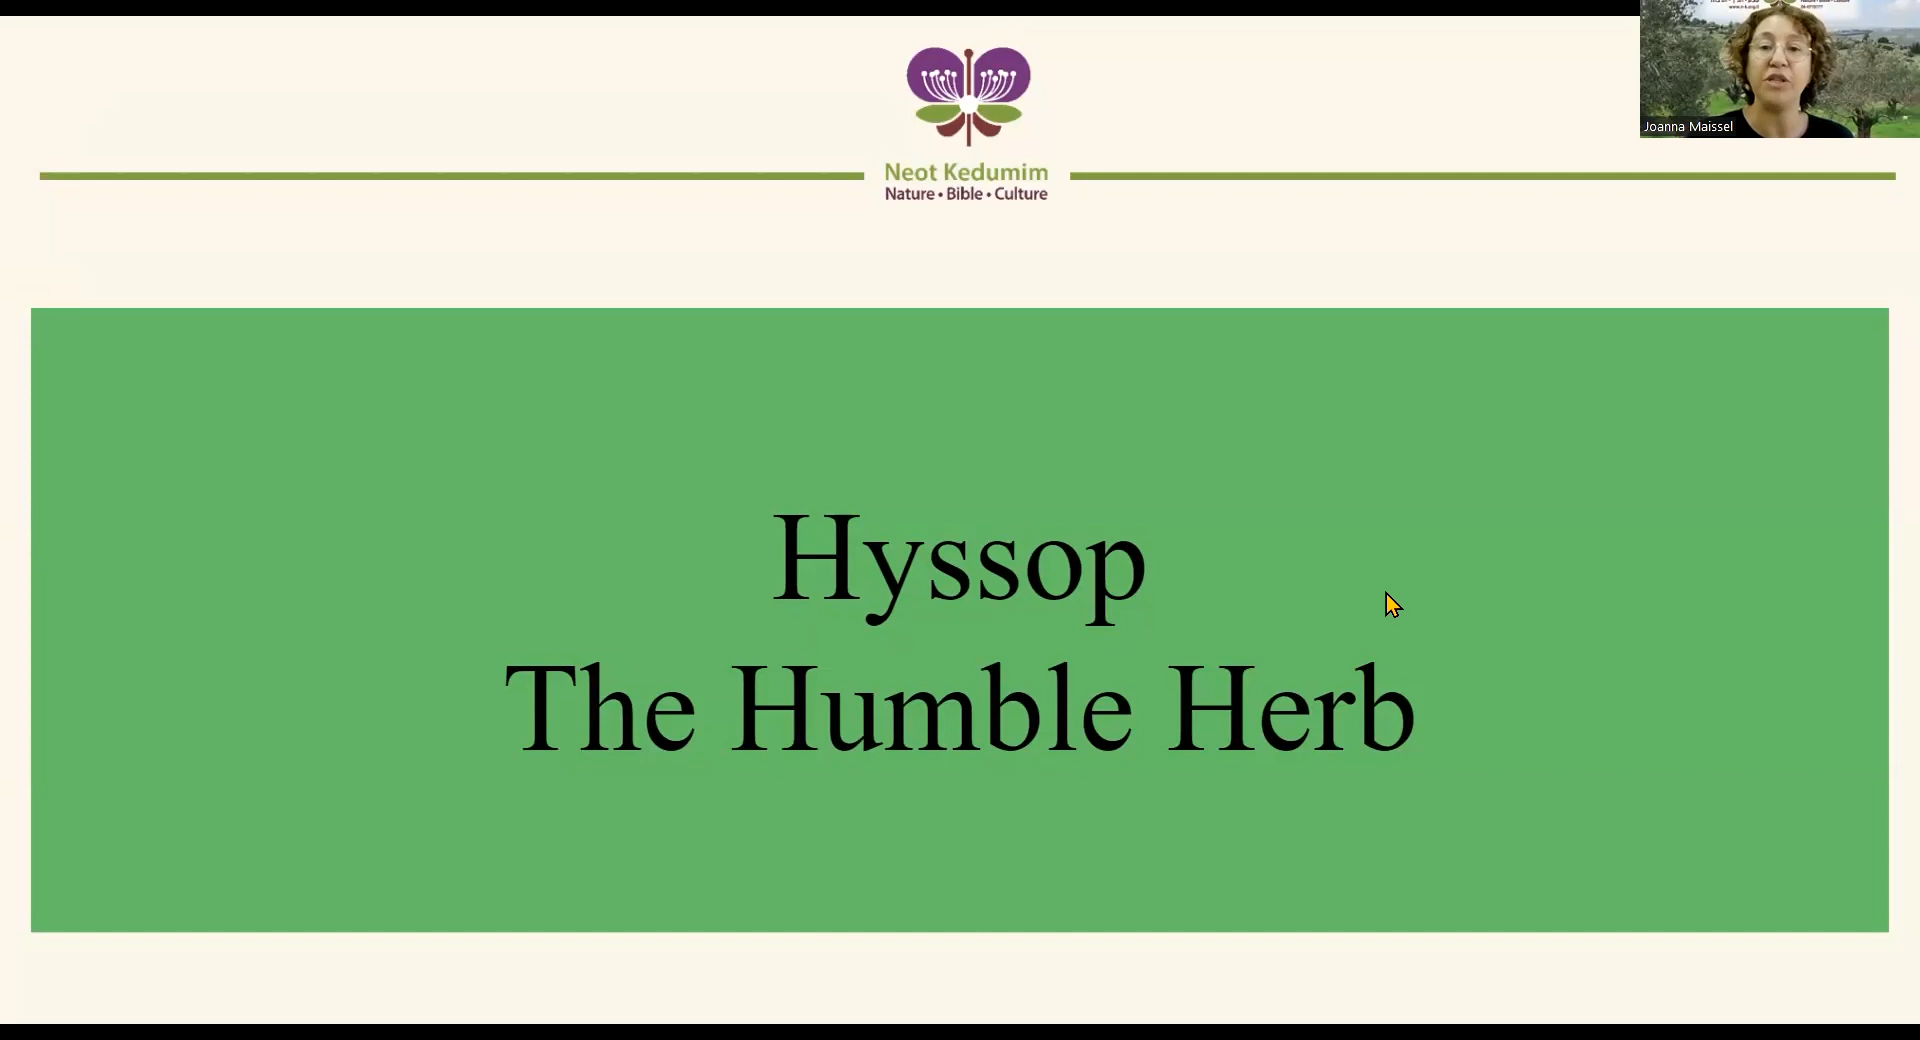 Neot Kedumim
Nature • Bible • Culture
Joanna Maissel
Hyssop
The Humble Herb